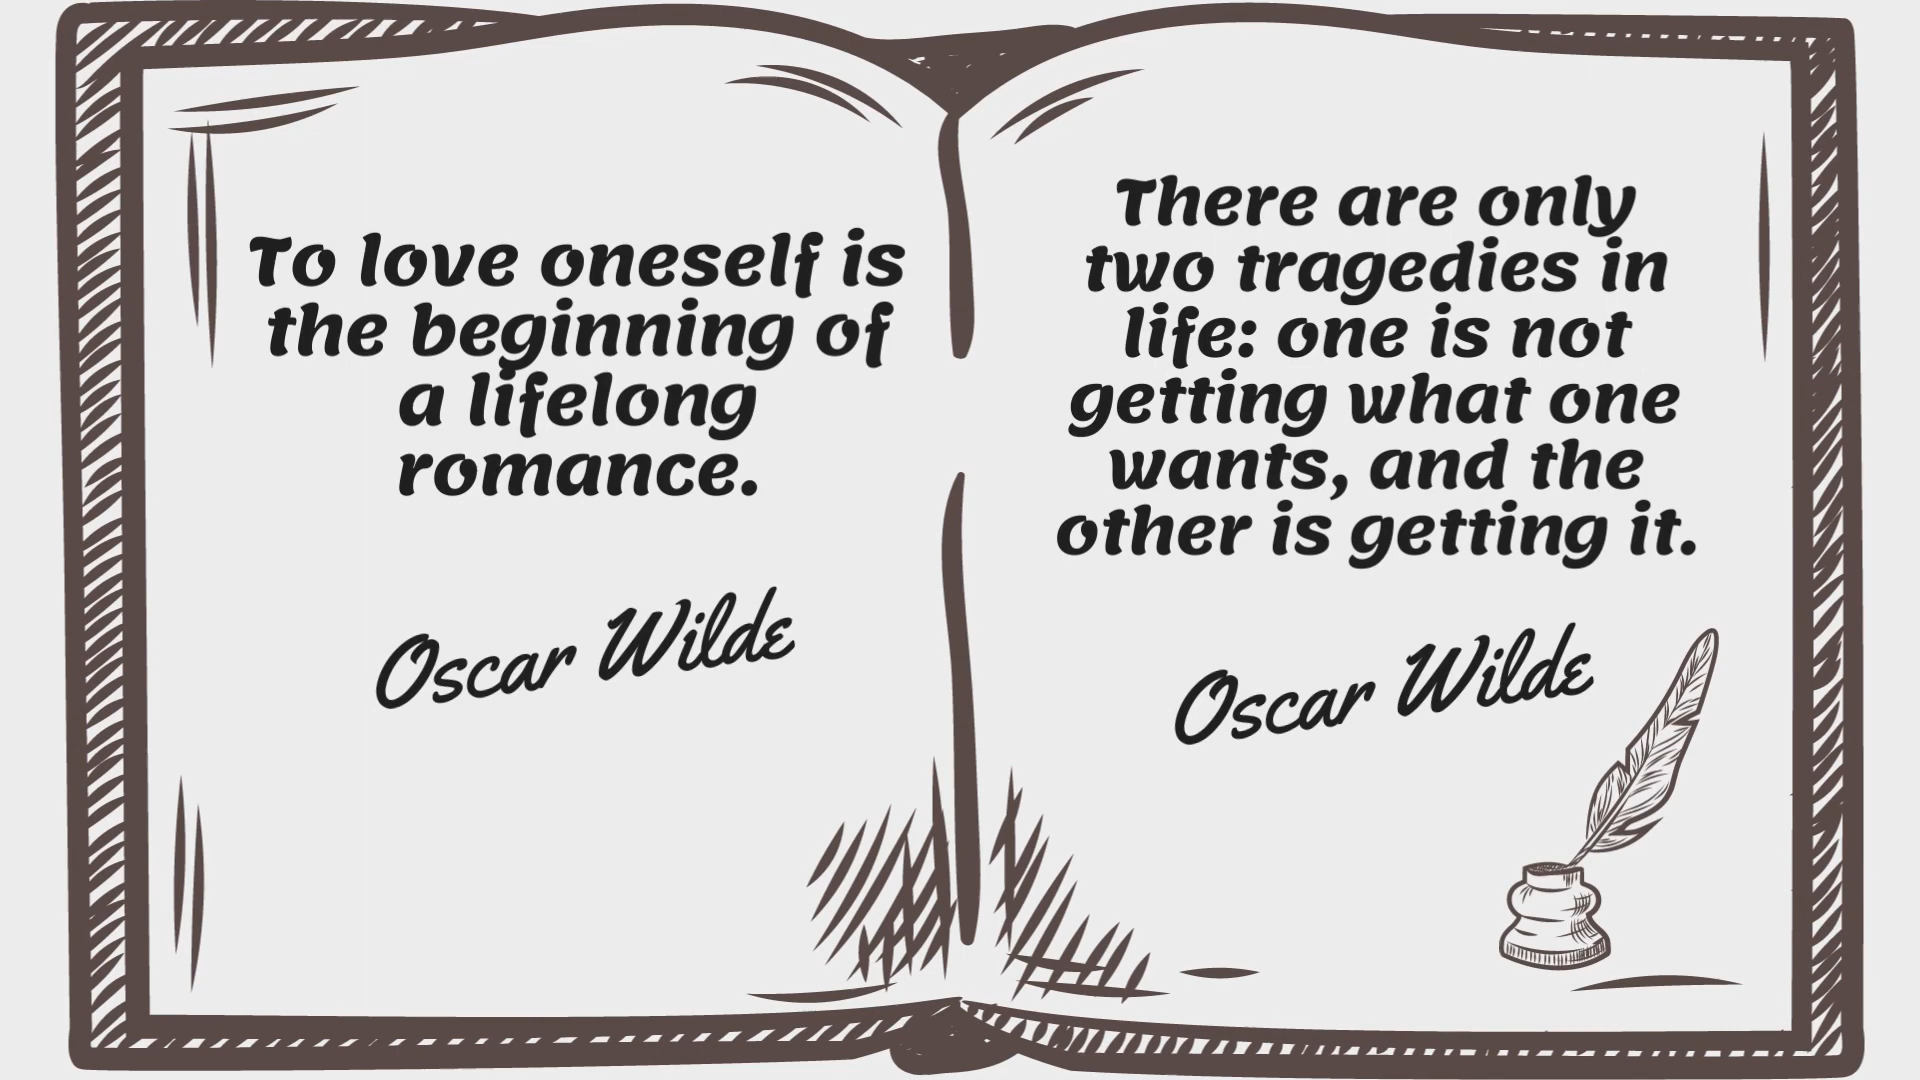 To love oneself is
the beginning of
a lifelong
romance.
Oscar Wilde
There are only
two tragedies in
life: one is not
getting what one
wants, and the
other is getting it.
Oscar Wilde